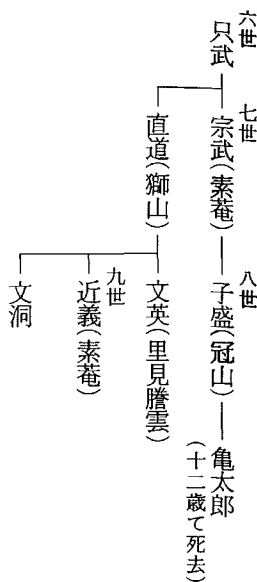 六世
只武
七世
宗武(素菴)
八世
子盛(冠山)
亀太郎
(十二歳て死去)
直道(獅山)
文英(里見謄雲)
九世
近義(素菴)
文洞